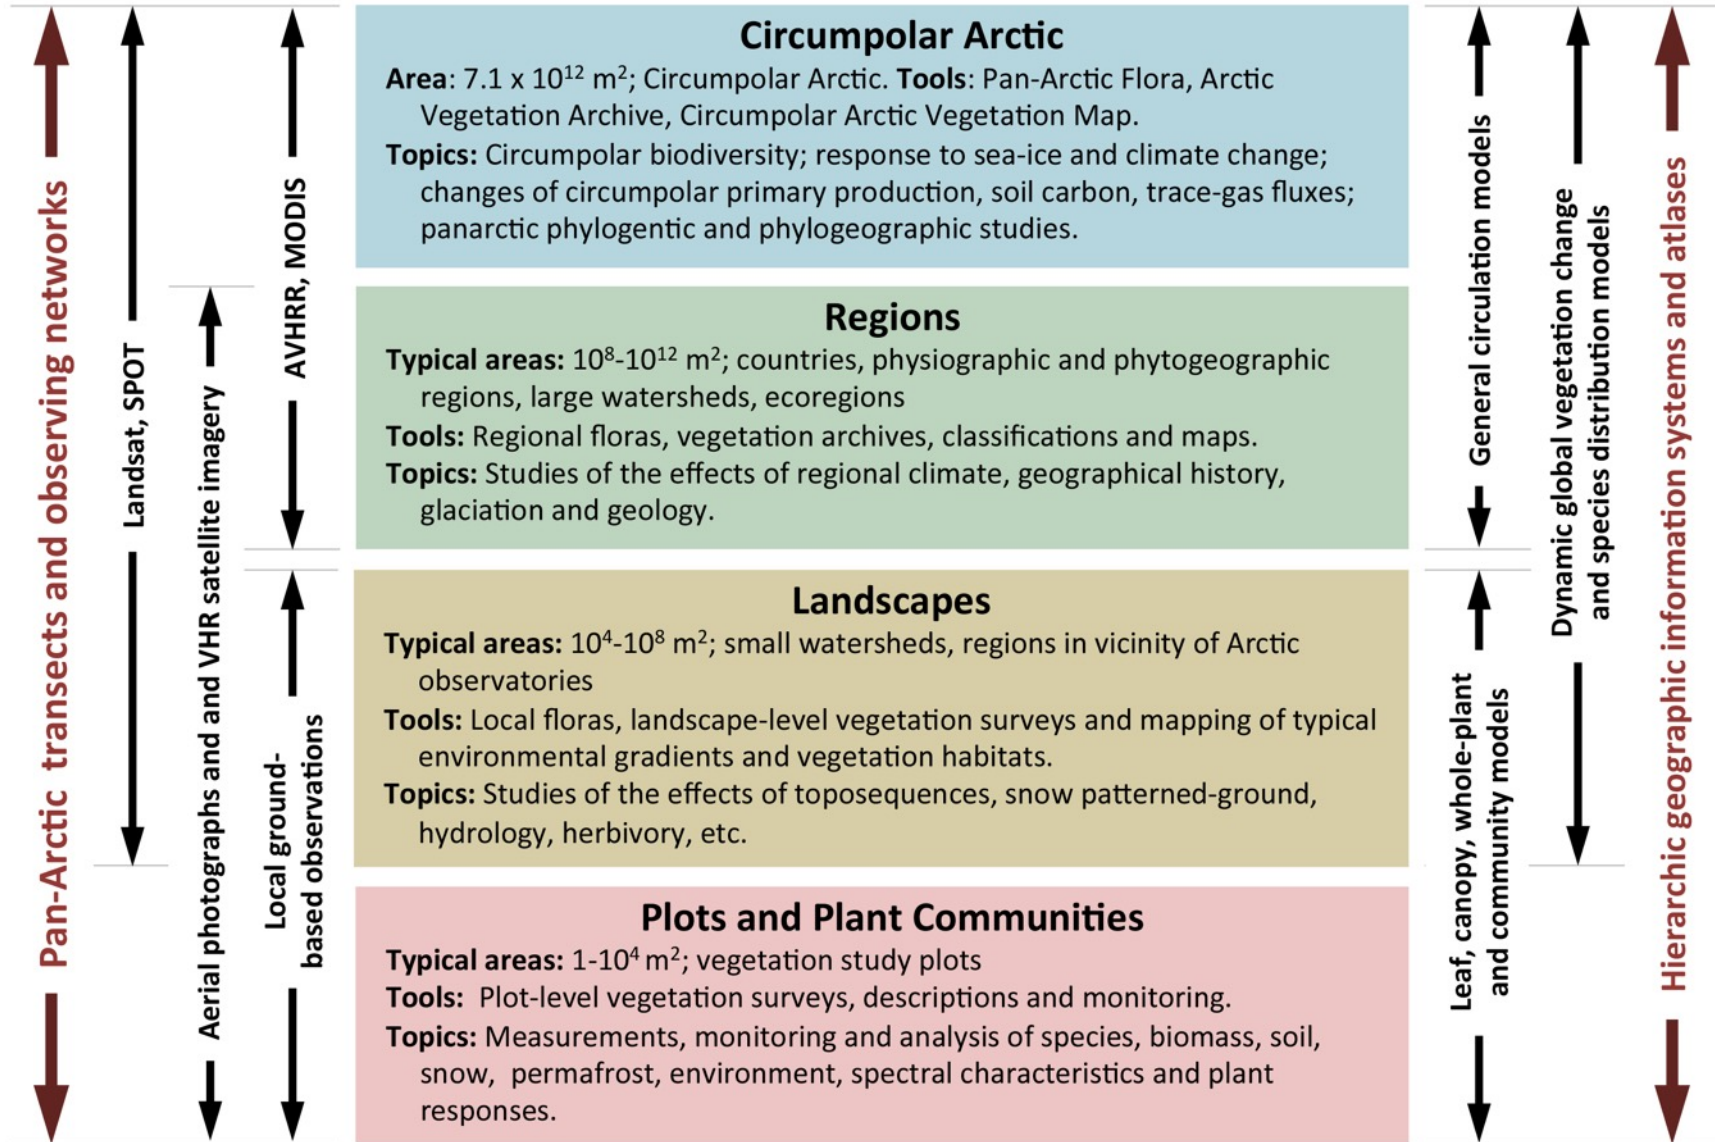 Pan-Arctic transects and observing networks
Landsat, SPOT
Aerial photographs and and VHR satellite imagery
AVHRR, MODIS
Local ground-
based observations
Circumpolar Arctic
Area: 7.1 x 10¹² m²; Circumpolar Arctic. Tools: Pan-Arctic Flora, Arctic
Vegetation Archive, Circumpolar Arctic Vegetation Map.
Topics: Circumpolar biodiversity; response to sea-ice and climate change;
changes of circumpolar primary production, soil carbon, trace-gas fluxes;
panarctic phylogentic and phylogeographic studies.
Regions
Typical areas: 10⁸-10¹² m²; countries, physiographic and phytogeographic
regions, large watersheds, ecoregions
Tools: Regional floras, vegetation archives, classifications and maps.
Topics: Studies of the effects of regional climate, geographical history,
glaciation and geology.
Landscapes
Typical areas: 10⁴-10⁸ m²; small watersheds, regions in vicinity of Arctic
observatories
Tools: Local floras, landscape-level vegetation surveys and mapping of typical
environmental gradients and vegetation habitats.
Topics: Studies of the effects of toposequences, snow patterned-ground,
hydrology, herbivory, etc.
Plots and Plant Communities
Typical areas: 1-10⁴ m²; vegetation study plots
Tools: Plot-level vegetation surveys, descriptions and monitoring.
Topics: Measurements, monitoring and analysis of species, biomass, soil,
snow, permafrost, environment, spectral characteristics and plant
responses.
General circulation models
Leaf, canopy, whole-plant
and community models
Dynamic global vegetation change
and species distribution models
Hierarchic geographic information systems and atlases